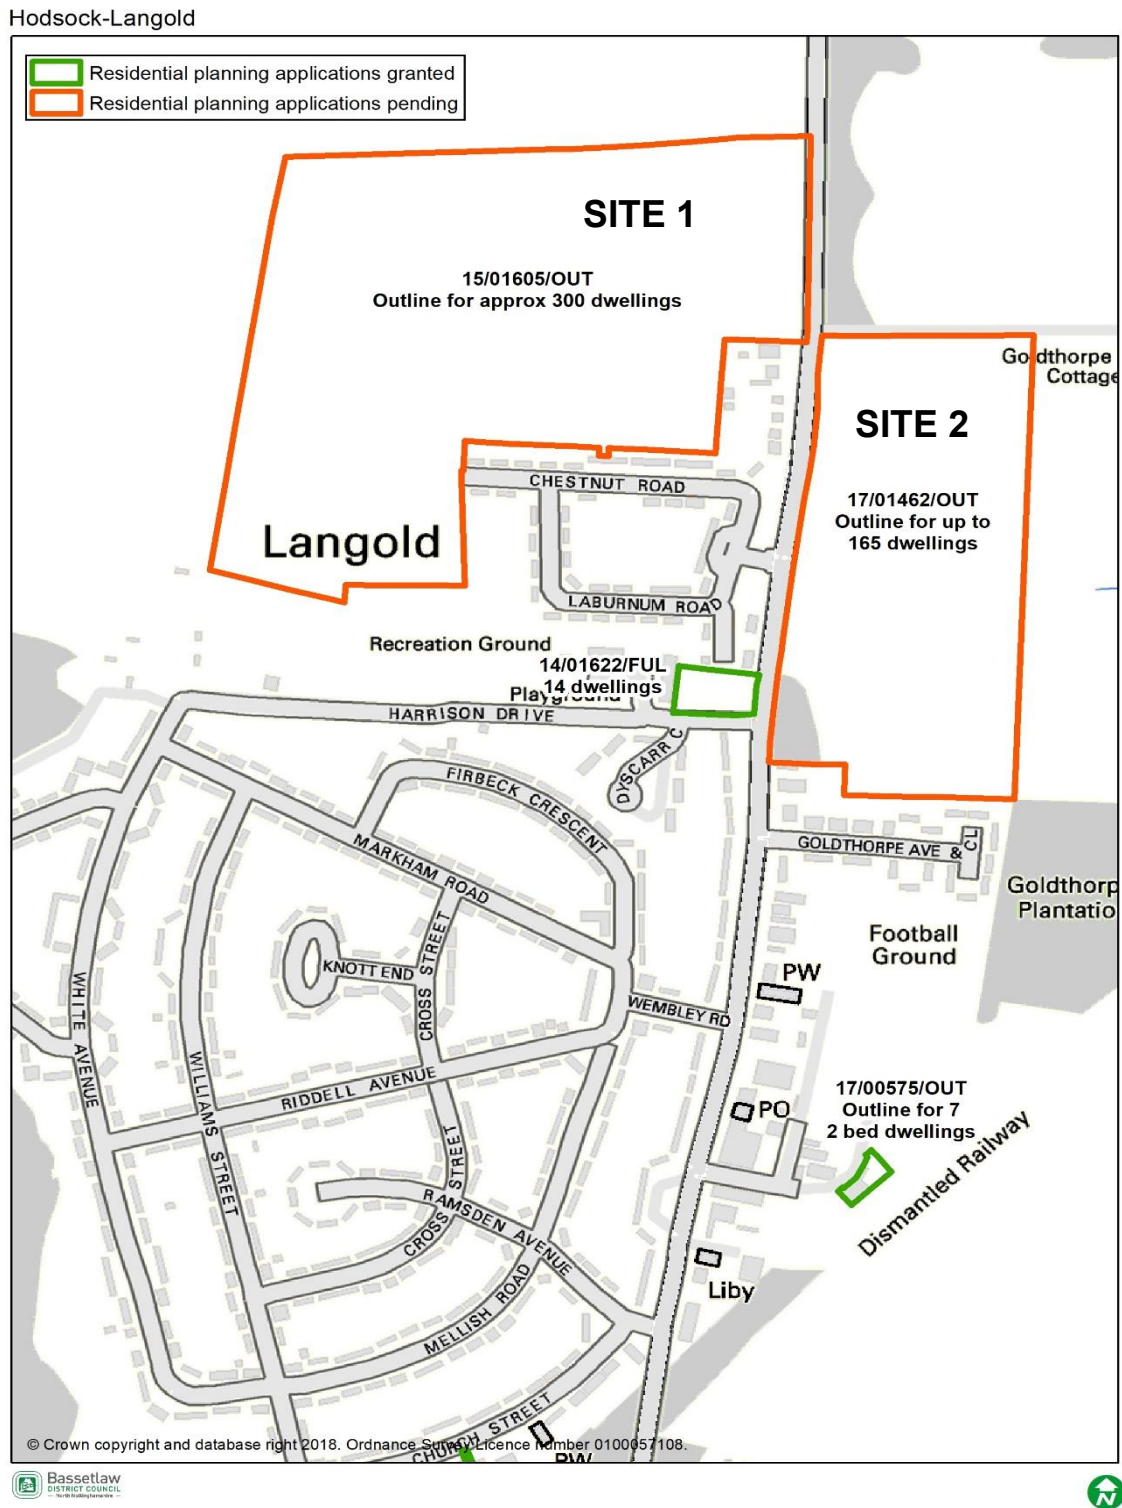 Hodsock-Langold
Residential planning applications granted
Residential planning applications pending
SITE 1
15/01605/OUT
Outline for approx 300 dwellings
Goldthorpe
Cottage
SITE 2
17/01462/OUT
Outline for up to
165 dwellings
CHESTNUT ROAD
Langold
LABURNUM ROAD
Recreation Ground
14/01622/FUL
14 dwellings
Playground
HARRISON DRIVE
DYSCARR C
FIRBECK CRESCENT
MARKHAM ROAD
GOLDTHORPE AVE & CL
Goldthorp
Plantatio
Football
Ground
KNOTT END
CROSS STREET
PW
WEMBLEY RD
WHITE AVENUE
WILLIAMS STREET
RIDDELL AVENUE
PO
17/00575/OUT
Outline for 7
2 bed dwellings
Dismantled Railway
CROSS STREET
RAMSDEN AVENUE
MELLISH ROAD
Liby
CHURCH STREET
PW
© Crown copyright and database right 2018. Ordnance Survey Licence number 0100057108.
Bassetlaw
DISTRICT COUNCIL
North Nottinghamshire
N